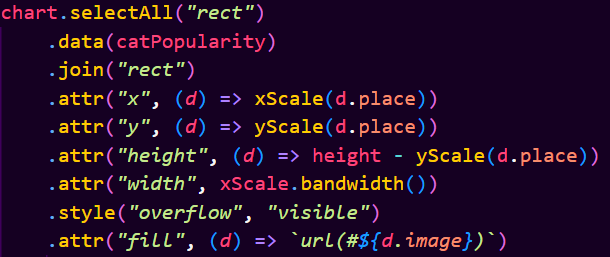 chart.selectAll("rect")
.data(catPopularity)
.join("rect")
.attr("x", (d) => xScale(d.place))
.attr("y", (d) => yScale(d.place))
.attr("height", (d) => height - yScale(d.place))
.attr("width", xScale.bandwidth())
.style("overflow", "visible")
.attr("fill", (d) => `url(#${d.image})`)